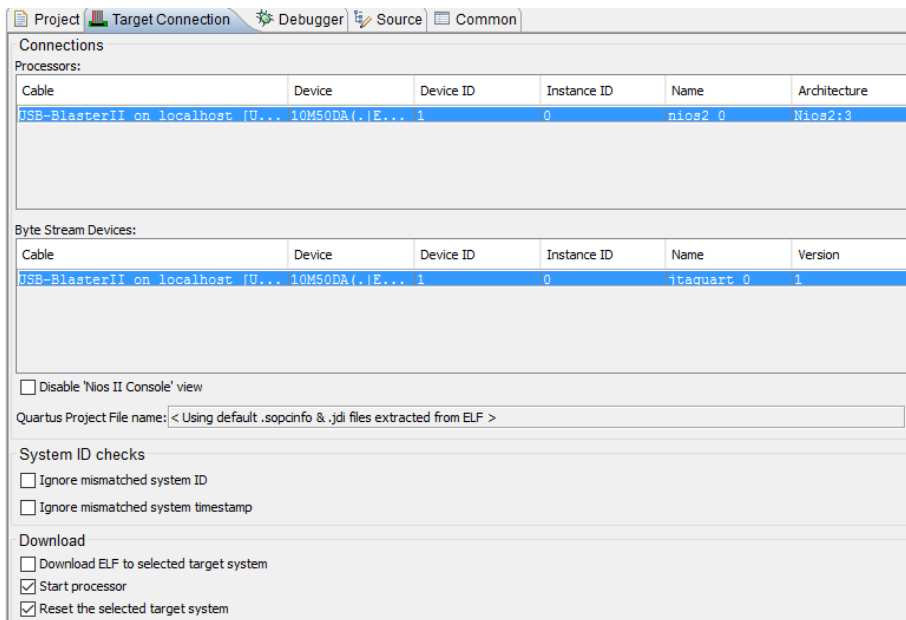 Project Target Connection Debugger Source Common
Connections
Processors:
Cable Device Device ID Instance ID Name Architecture
USB-BlasterII on localhost [U... 10M50DA(.|E... 1 0 nios2_0 Nios2:3
Byte Stream Devices:
Cable Device Device ID Instance ID Name Version
USB-BlasterII on localhost [U... 10M50DA(.|E... 1 0 jtaguart_0 1
Disable 'Nios II Console' view
Quartus Project File name: < Using default .sopcinfo & .jdi files extracted from ELF >
System ID checks
Ignore mismatched system ID
Ignore mismatched system timestamp
Download
Download ELF to selected target system
Start processor
Reset the selected target system